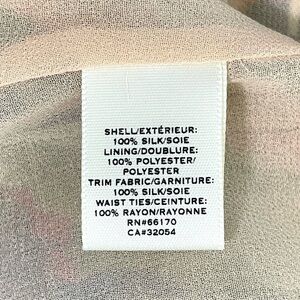 SHELL/EXTÉRIEUR:
100% SILK/SOIE
LINING/DOUBLURE:
100% POLYESTER/
POLYESTER
TRIM FABRIC/GARNITURE:
100% SILK/SOIE
WAIST TIES/CEINTURE:
100% RAYON/RAYONNE
RN#66170
CA#32054